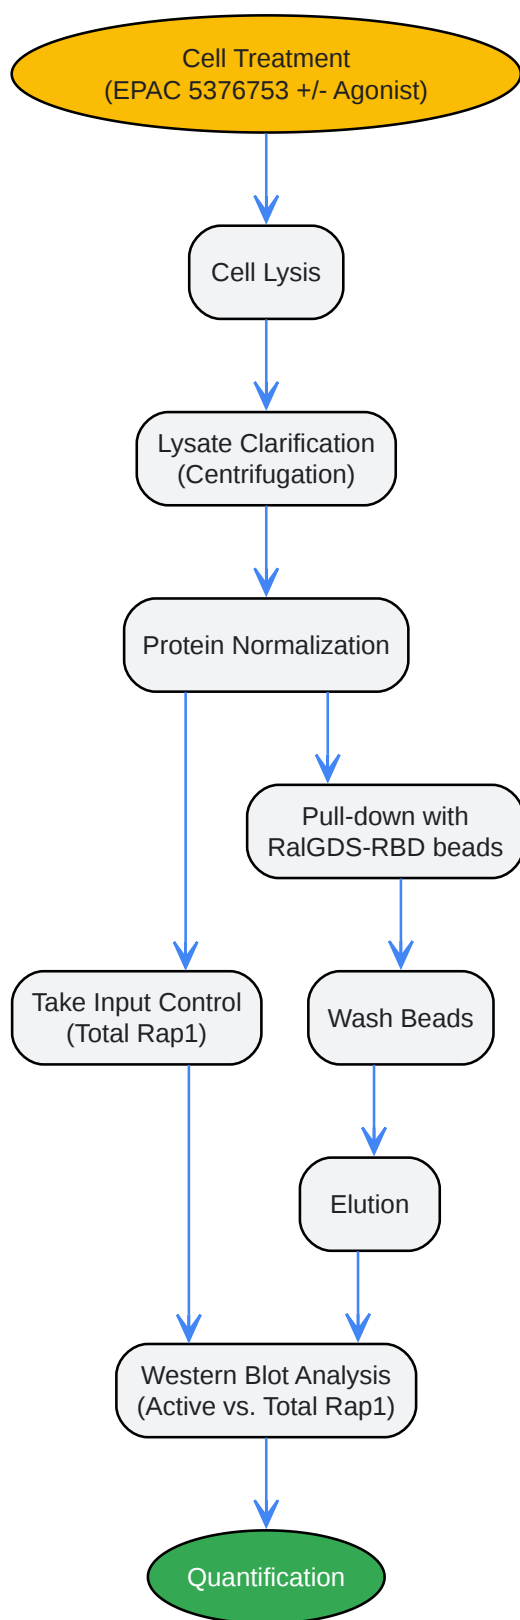 Cell Treatment
(EPAC 5376753 +/- Agonist)
Cell Lysis
Lysate Clarification
(Centrifugation)
Protein Normalization
Pull-down with
RalGDS-RBD beads
Take Input Control
(Total Rap1)
Wash Beads
Elution
Western Blot Analysis
(Active vs. Total Rap1)
Quantification